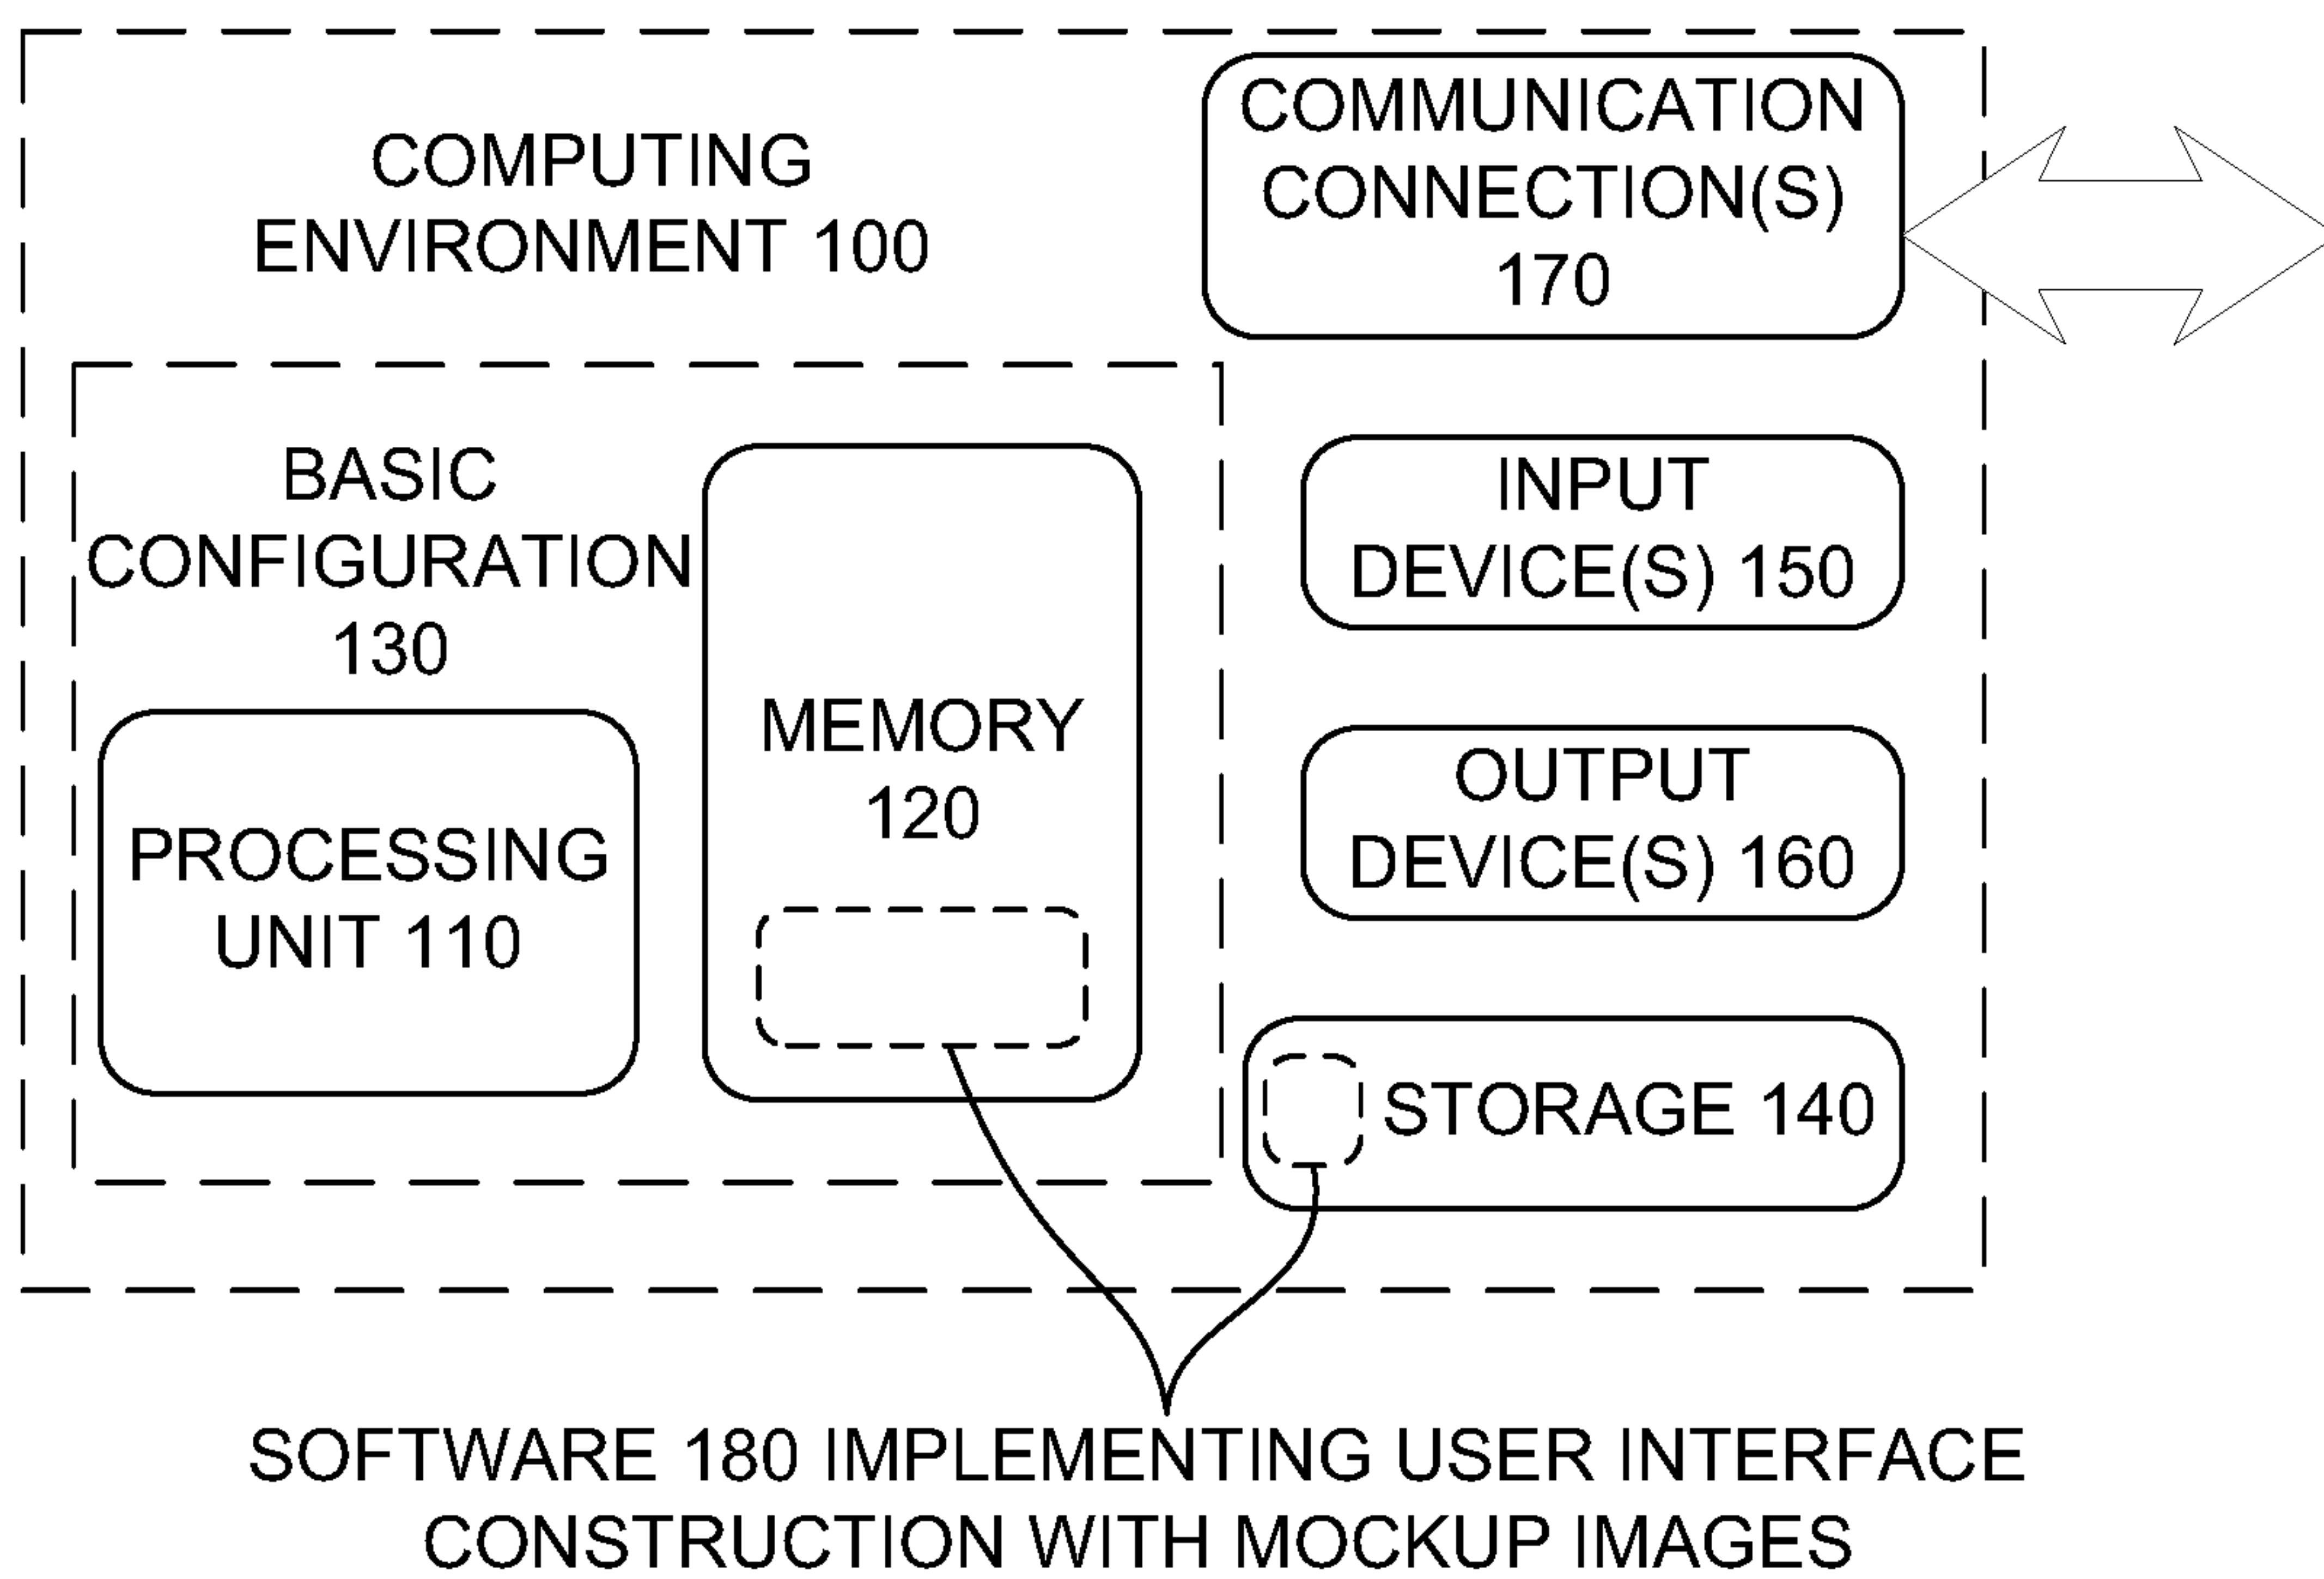 COMPUTING
ENVIRONMENT 100
COMMUNICATION
CONNECTION(S)
170
BASIC
CONFIGURATION
130
PROCESSING
UNIT 110
MEMORY
120
INPUT
DEVICE(S) 150
OUTPUT
DEVICE(S) 160
STORAGE 140
SOFTWARE 180 IMPLEMENTING USER INTERFACE
CONSTRUCTION WITH MOCKUP IMAGES